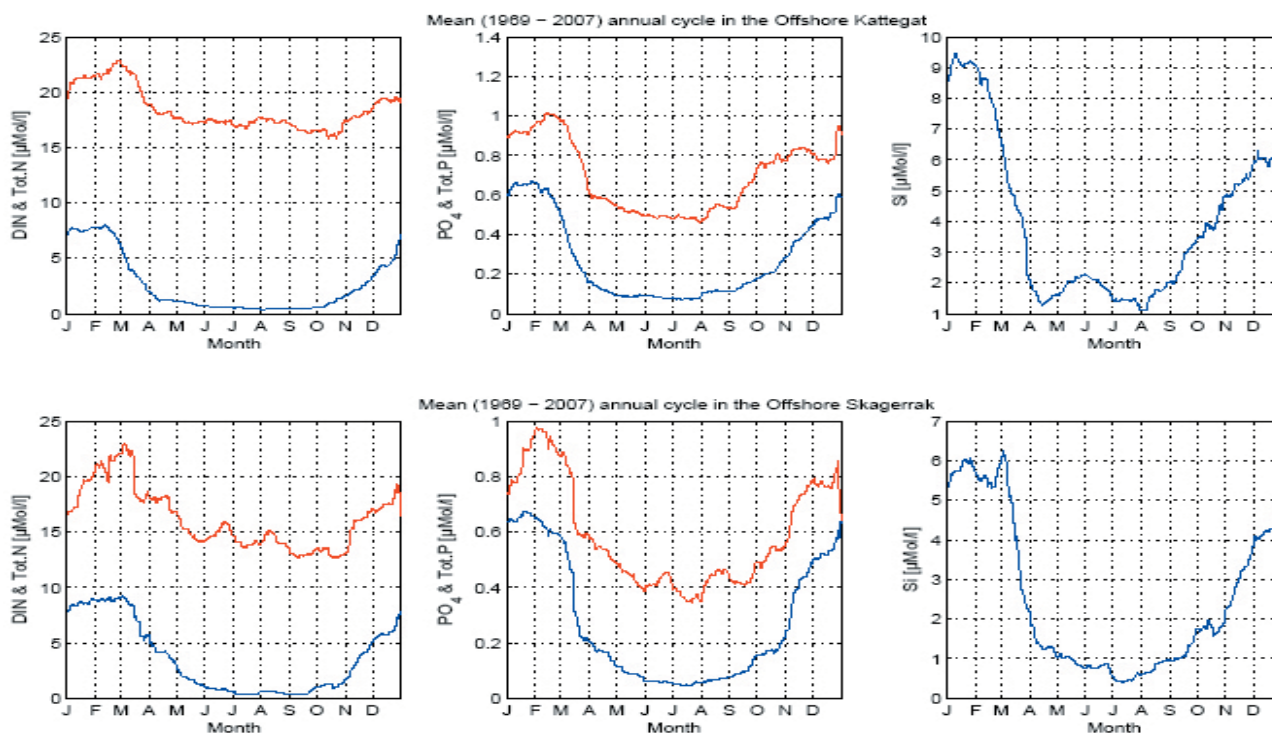 Mean (1969 – 2007) annual cycle in the Offshore Kattegat
DIN & Tot.N [µMol/l]
25
20
15
10
5
0
J F M A M J J A S O N D
Month
PO4 & Tot.P [µMol/l]
1.4
1.2
1
0.8
0.6
0.4
0.2
0
J F M A M J J A S O N D
Month
Si [µMol/l]
10
9
8
7
6
5
4
3
2
1
J F M A M J J A S O N D
Month
Mean (1969 – 2007) annual cycle in the Offshore Skagerrak
DIN & Tot.N [µMol/l]
25
20
15
10
5
0
J F M A M J J A S O N D
Month
PO4 & Tot.P [µMol/l]
1
0.8
0.6
0.4
0.2
0
J F M A M J J A S O N D
Month
Si [µMol/l]
7
6
5
4
3
2
1
0
J F M A M J J A S O N D
Month